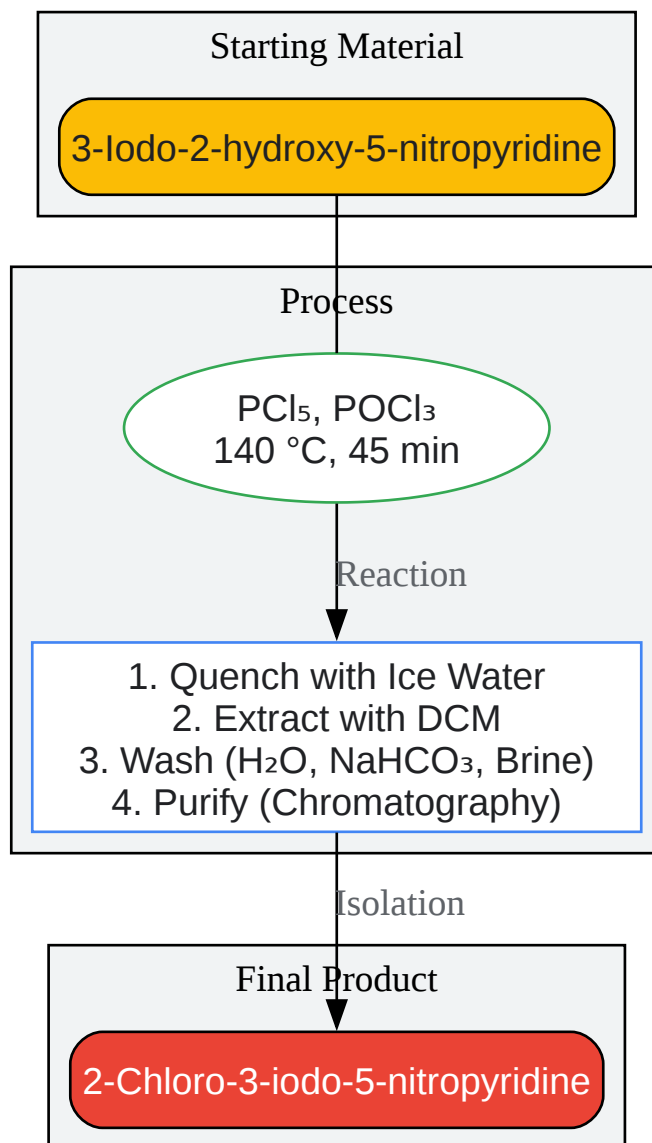 Starting Material
3-Iodo-2-hydroxy-5-nitropyridine
Process
PCl₅, POCl₃
140 °C, 45 min
Reaction
1. Quench with Ice Water
2. Extract with DCM
3. Wash (H₂O, NaHCO₃, Brine)
4. Purify (Chromatography)
Isolation
Final Product
2-Chloro-3-iodo-5-nitropyridine